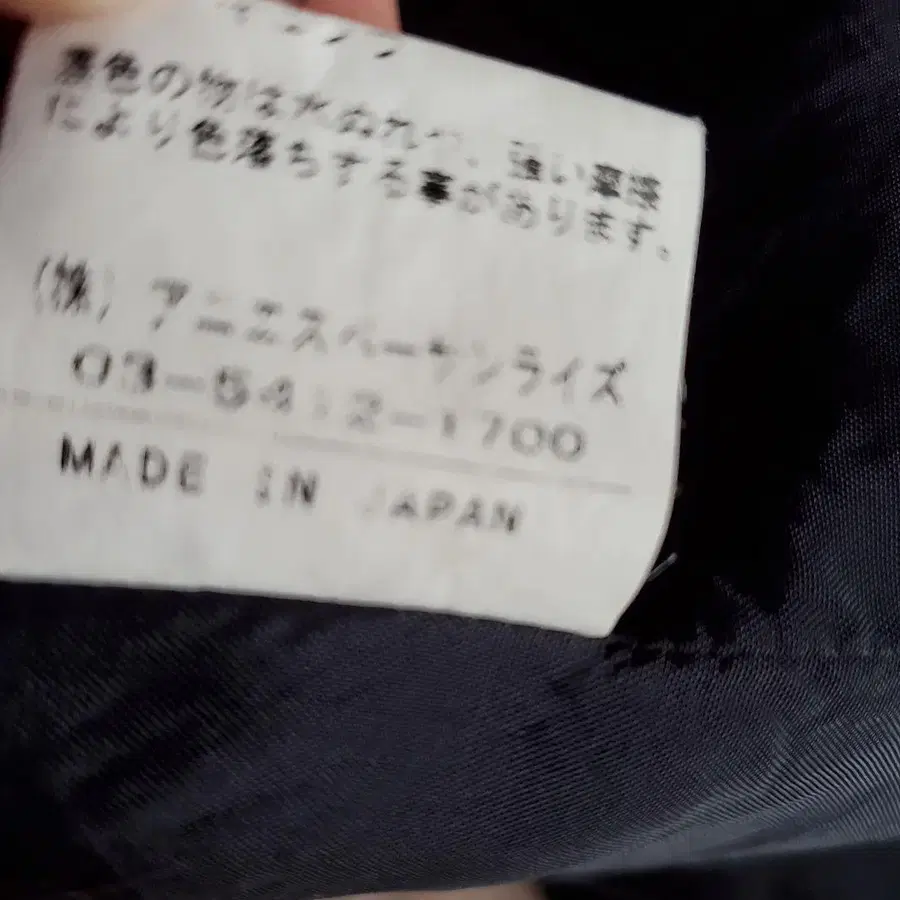 濃色の物は水ぬれや、強い摩擦
により色落ちする事があります。
(株) アニエスベーサンライズ
03-5412-1700
MADE IN JAPAN